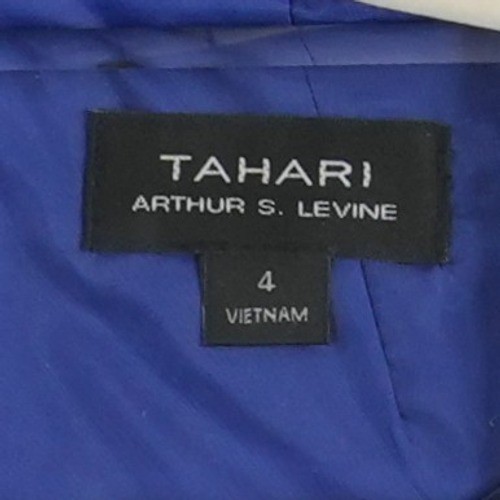 TAHARI
ARTHUR S. LEVINE
4
VIETNAM